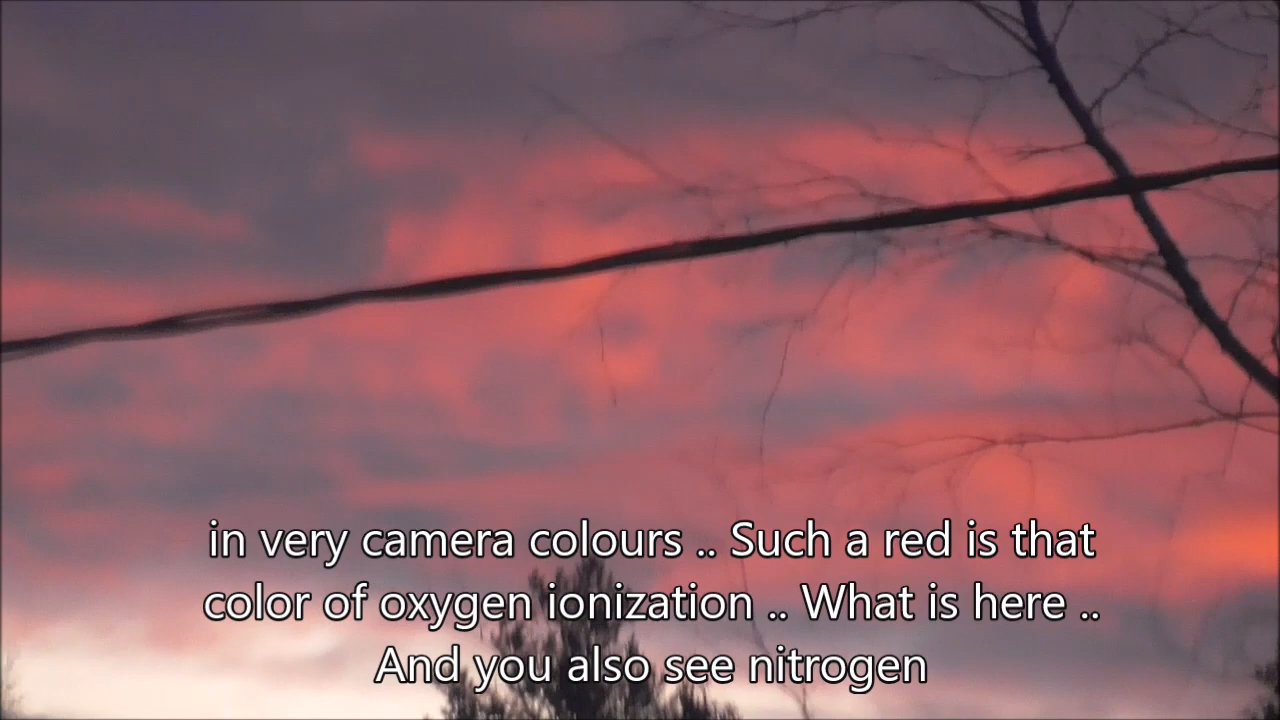 in very camera colours .. Such a red is that
color of oxygen ionization .. What is here ..
And you also see nitrogen